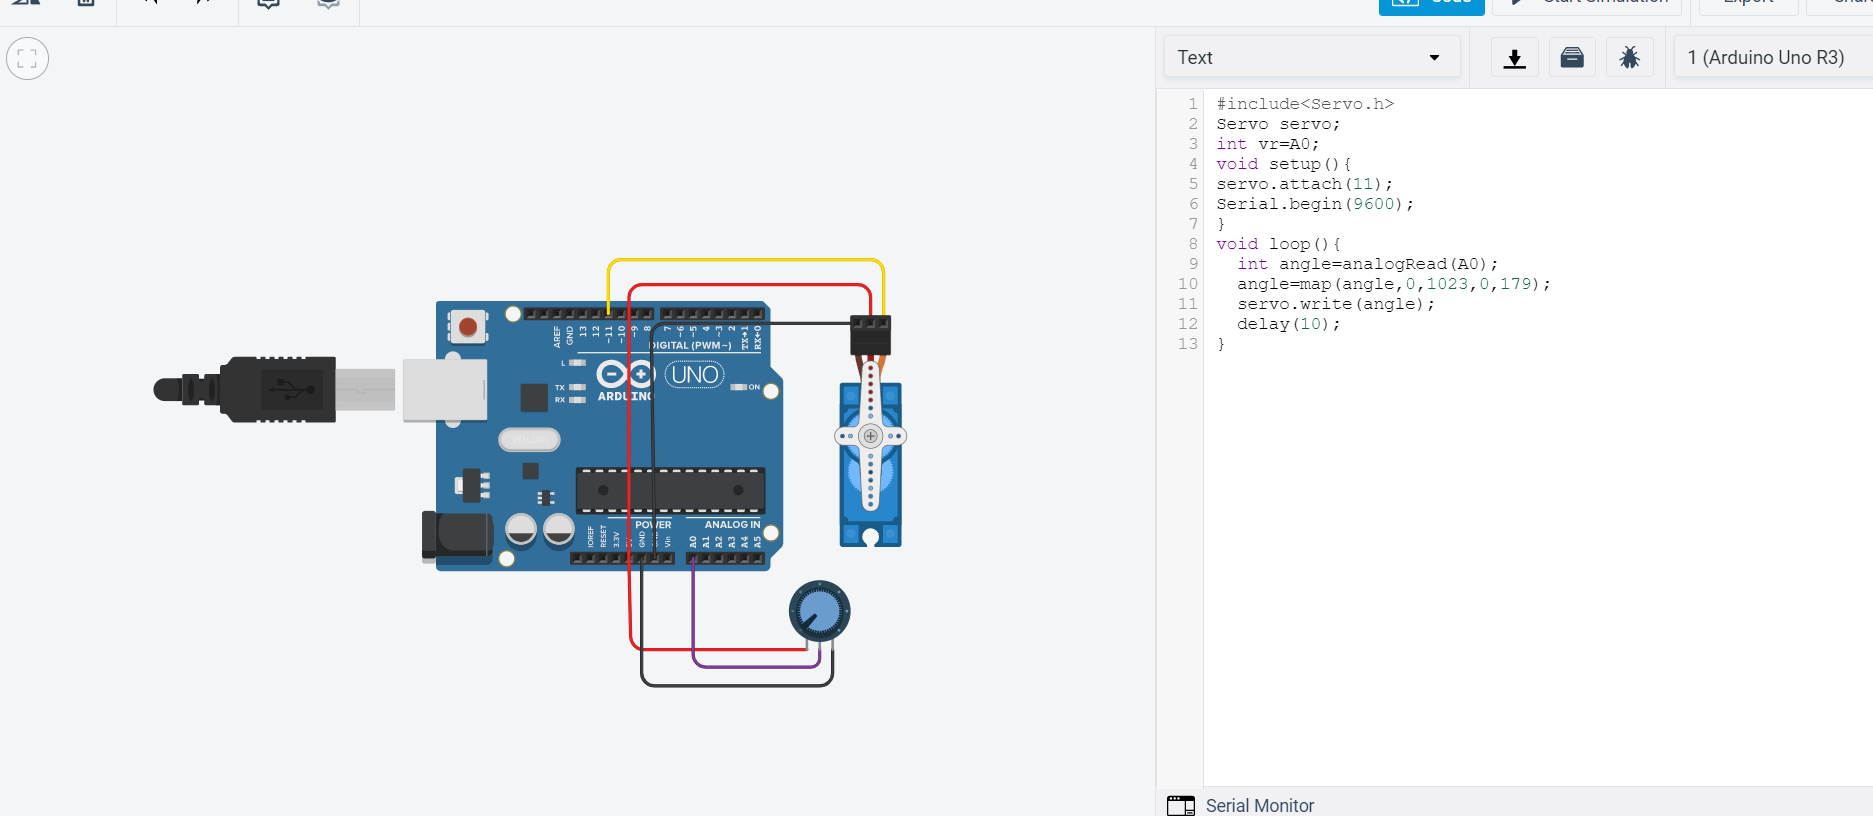 Code
Start Simulation
Export
Text
1 (Arduino Uno R3)
1 #include<Servo.h>
2 Servo servo;
3 int vr=A0;
4 void setup(){
5 servo.attach(11);
6 Serial.begin(9600);
7 }
8 void loop(){
9 int angle=analogRead(A0);
10 angle=map(angle,0,1023,0,179);
11 servo.write(angle);
12 delay(10);
13 }
AREF
GND
13
12
~11
~10
~9
8
7
~6
~5
4
~3
2
TX→1
RX←0
DIGITAL (PWM~)
L
TX
RX
ARDUINO
UNO
ON
IOREF
RESET
3.3V
GND
Vin
POWER
ANALOG IN
A0
A1
A2
A3
A4
A5
Serial Monitor